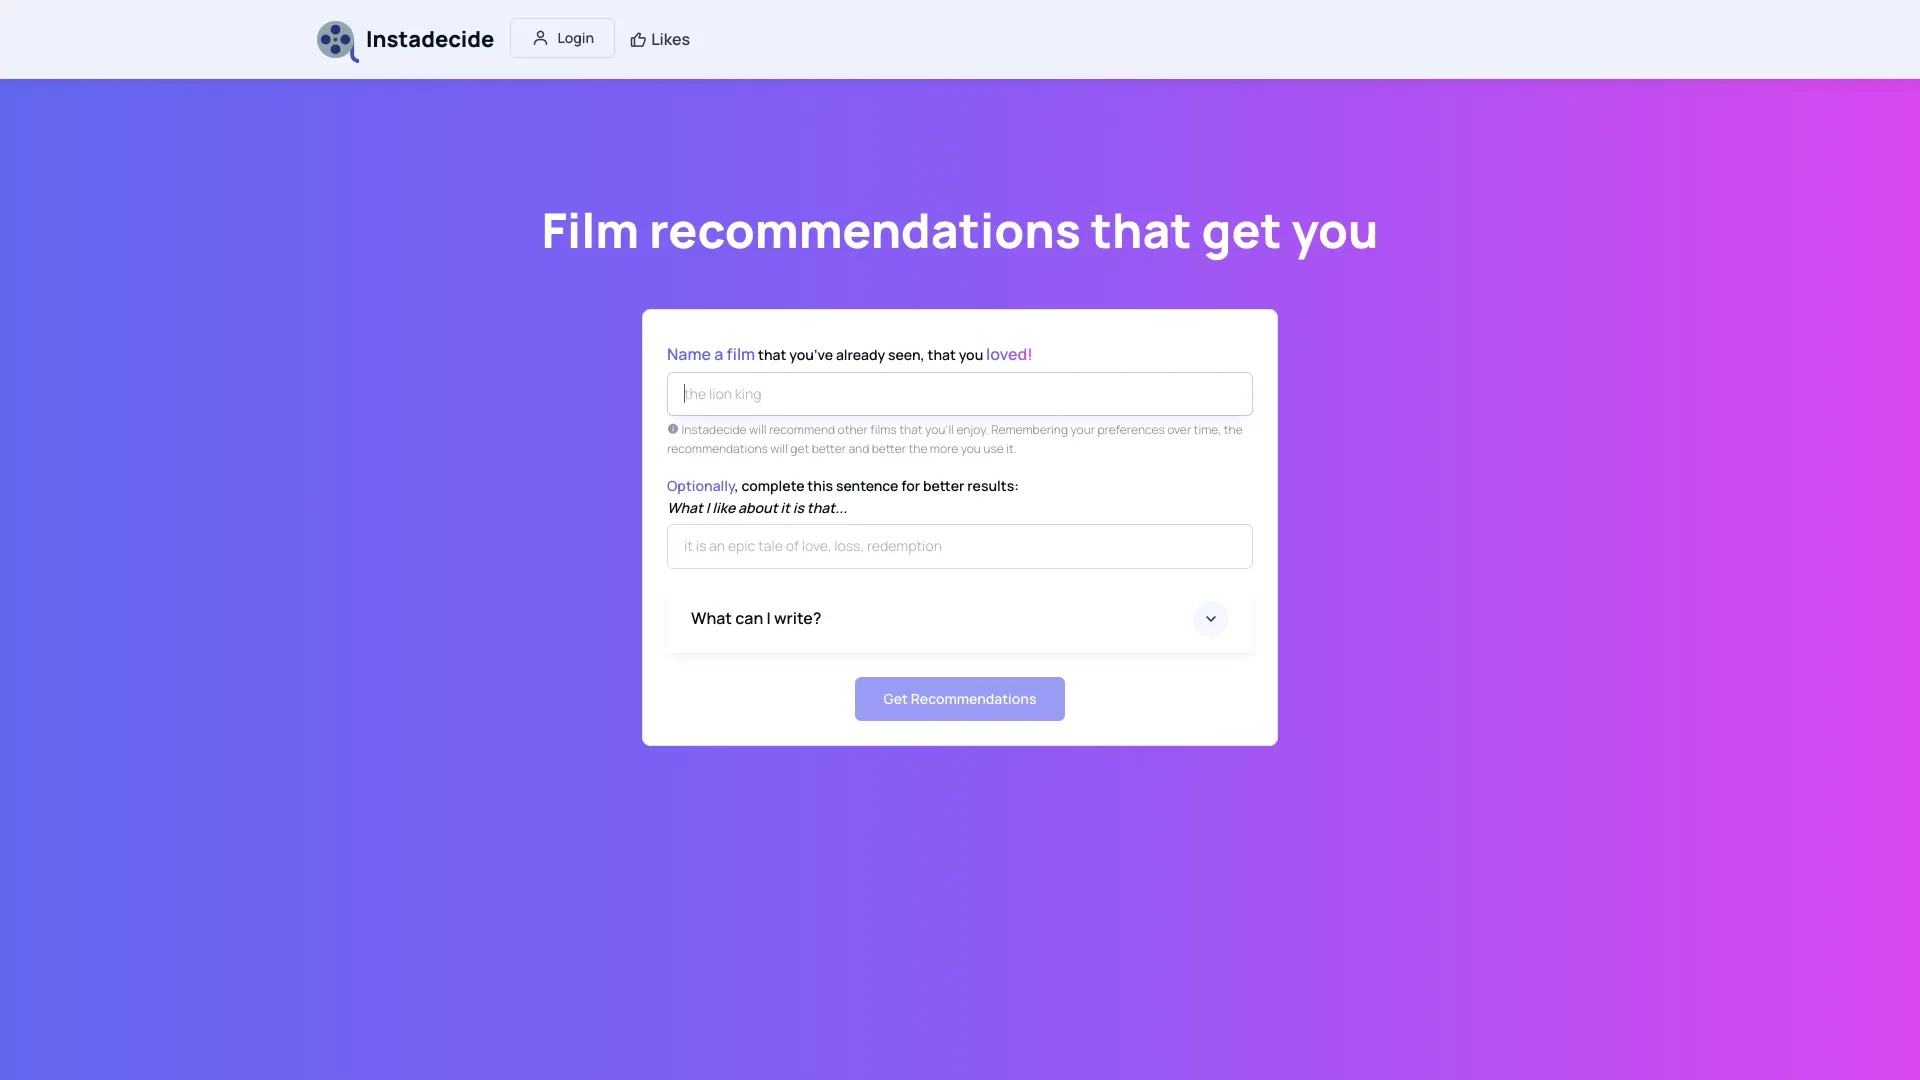 Instadecide
Login
Likes
Film recommendations that get you
Name a film that you've already seen, that you loved!
the lion king
Instadecide will recommend other films that you'll enjoy. Remembering your preferences over time, the
recommendations will get better and better the more you use it.
Optionally, complete this sentence for better results:
What I like about it is that...
it is an epic tale of love, loss, redemption
What can I write?
Get Recommendations